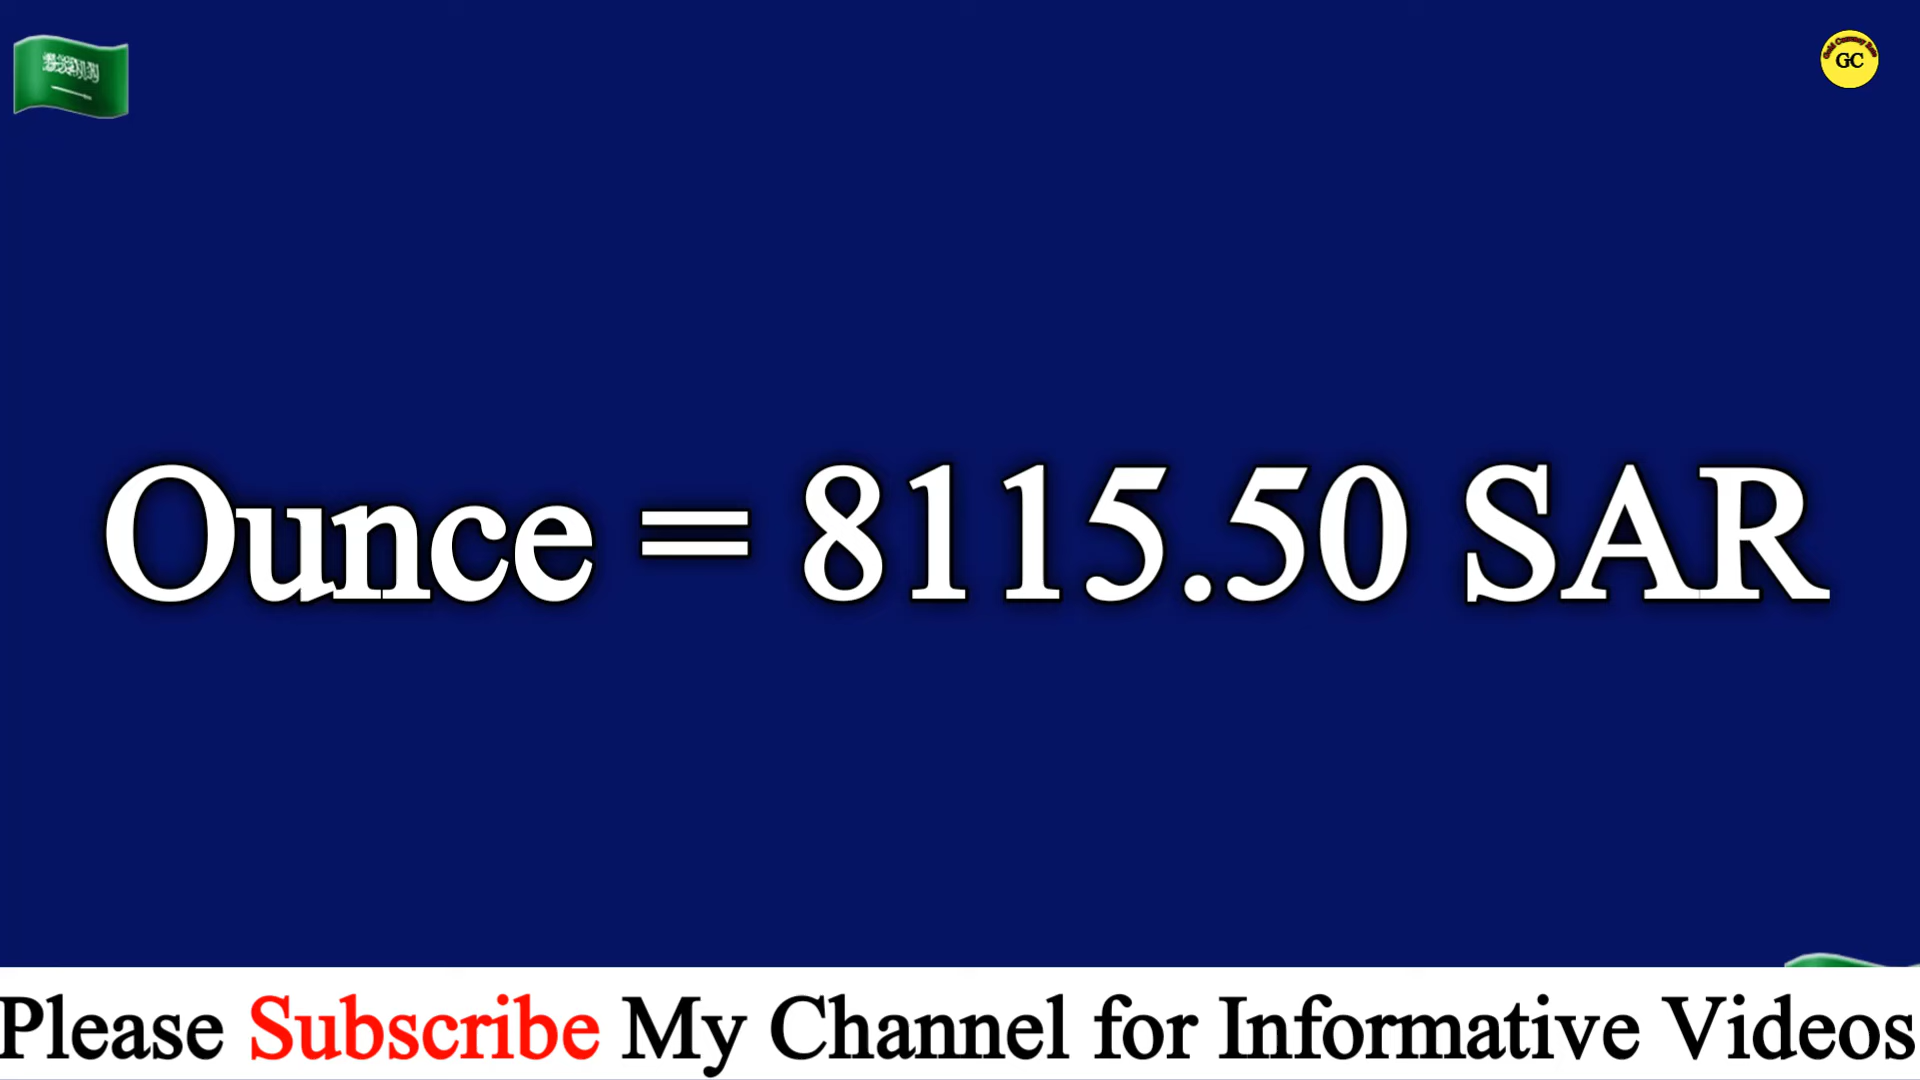 GC
Ounce = 8115.50 SAR
Please Subscribe My Channel for Informative Videos